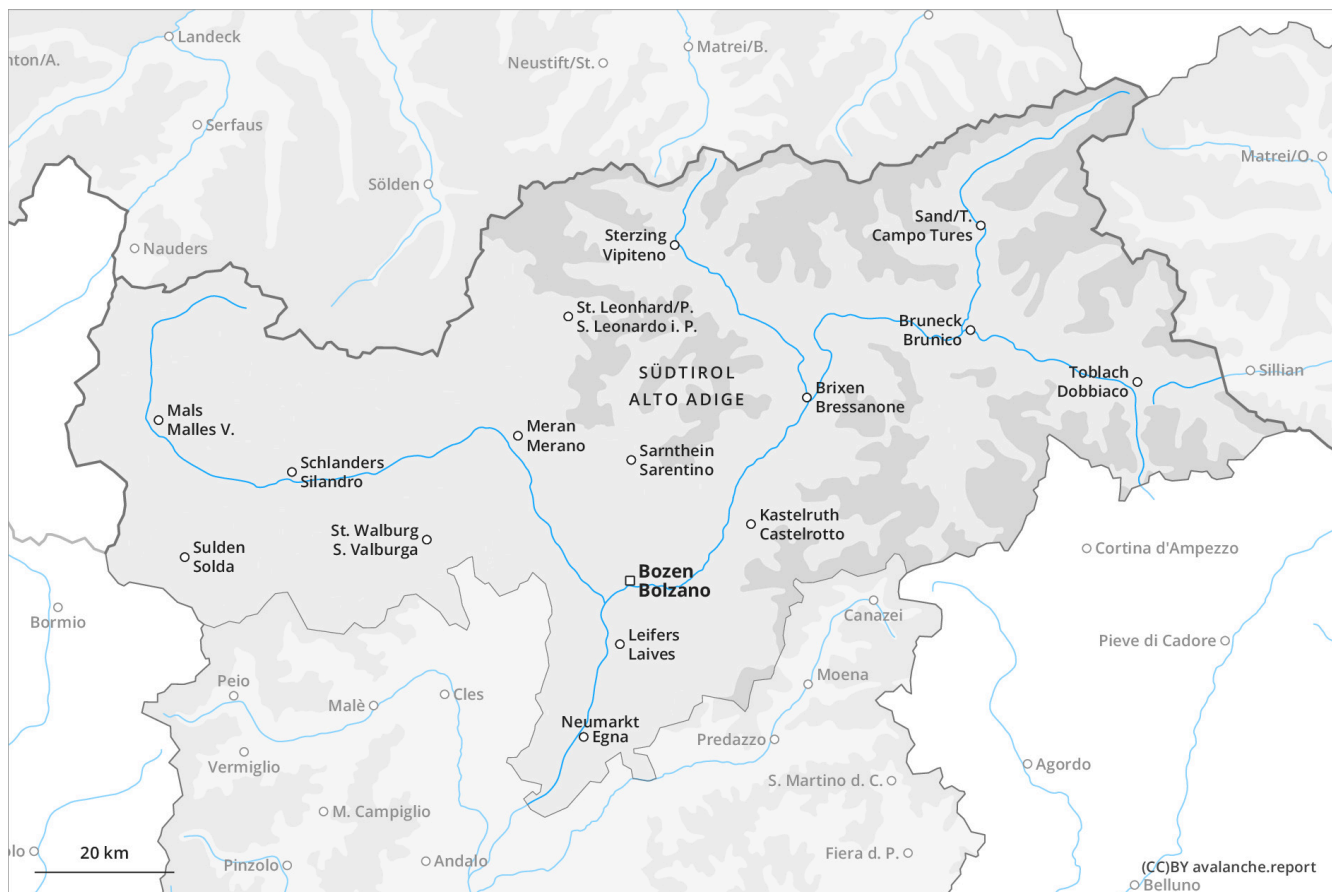 Landeck
nton/A.
Matrei/B.
Neustift/St.
Serfaus
Matrei/O.
Sölden
Sand/T.
Campo Tures
Sterzing
Vipiteno
Nauders
St. Leonhard/P.
S. Leonardo i. P.
Bruneck
Brunico
SÜDTIROL
ALTO ADIGE
Toblach
Dobbiaco
Sillian
Brixen
Bressanone
Mals
Malles V.
Meran
Merano
Sarnthein
Sarentino
Schlanders
Silandro
Kastelruth
Castelrotto
St. Walburg
S. Valburga
Sulden
Solda
Cortina d'Ampezzo
Bozen
Bolzano
Bormio
Canazei
Leifers
Laives
Pieve di Cadore
Peio
Moena
Cles
Malè
Neumarkt
Egna
Predazzo
Vermiglio
Agordo
S. Martino d. C.
M. Campiglio
olo
20 km
Pinzolo
Andalo
Fiera d. P.
(CC)BY avalanche.report
Belluno